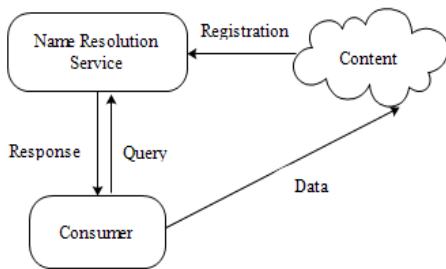 Name Resolution
Service
Registration
Content
Response
Query
Data
Consumer